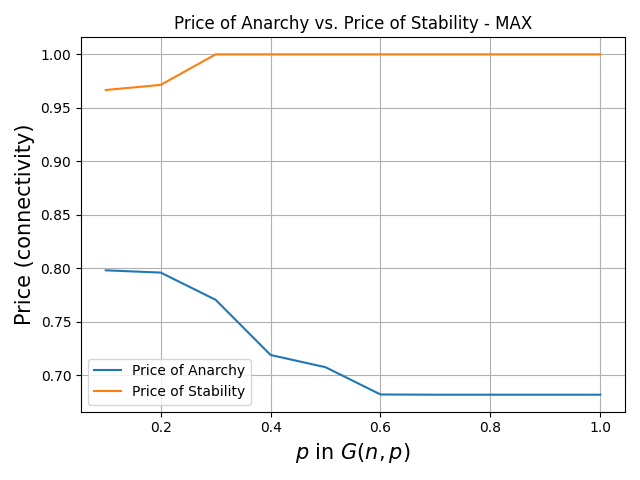 Price of Anarchy vs. Price of Stability - MAX
Price (connectivity)
1.00
0.95
0.90
0.85
0.80
0.75
0.70
Price of Anarchy
Price of Stability
0.2 0.4 0.6 0.8 1.0
p in G(n, p)